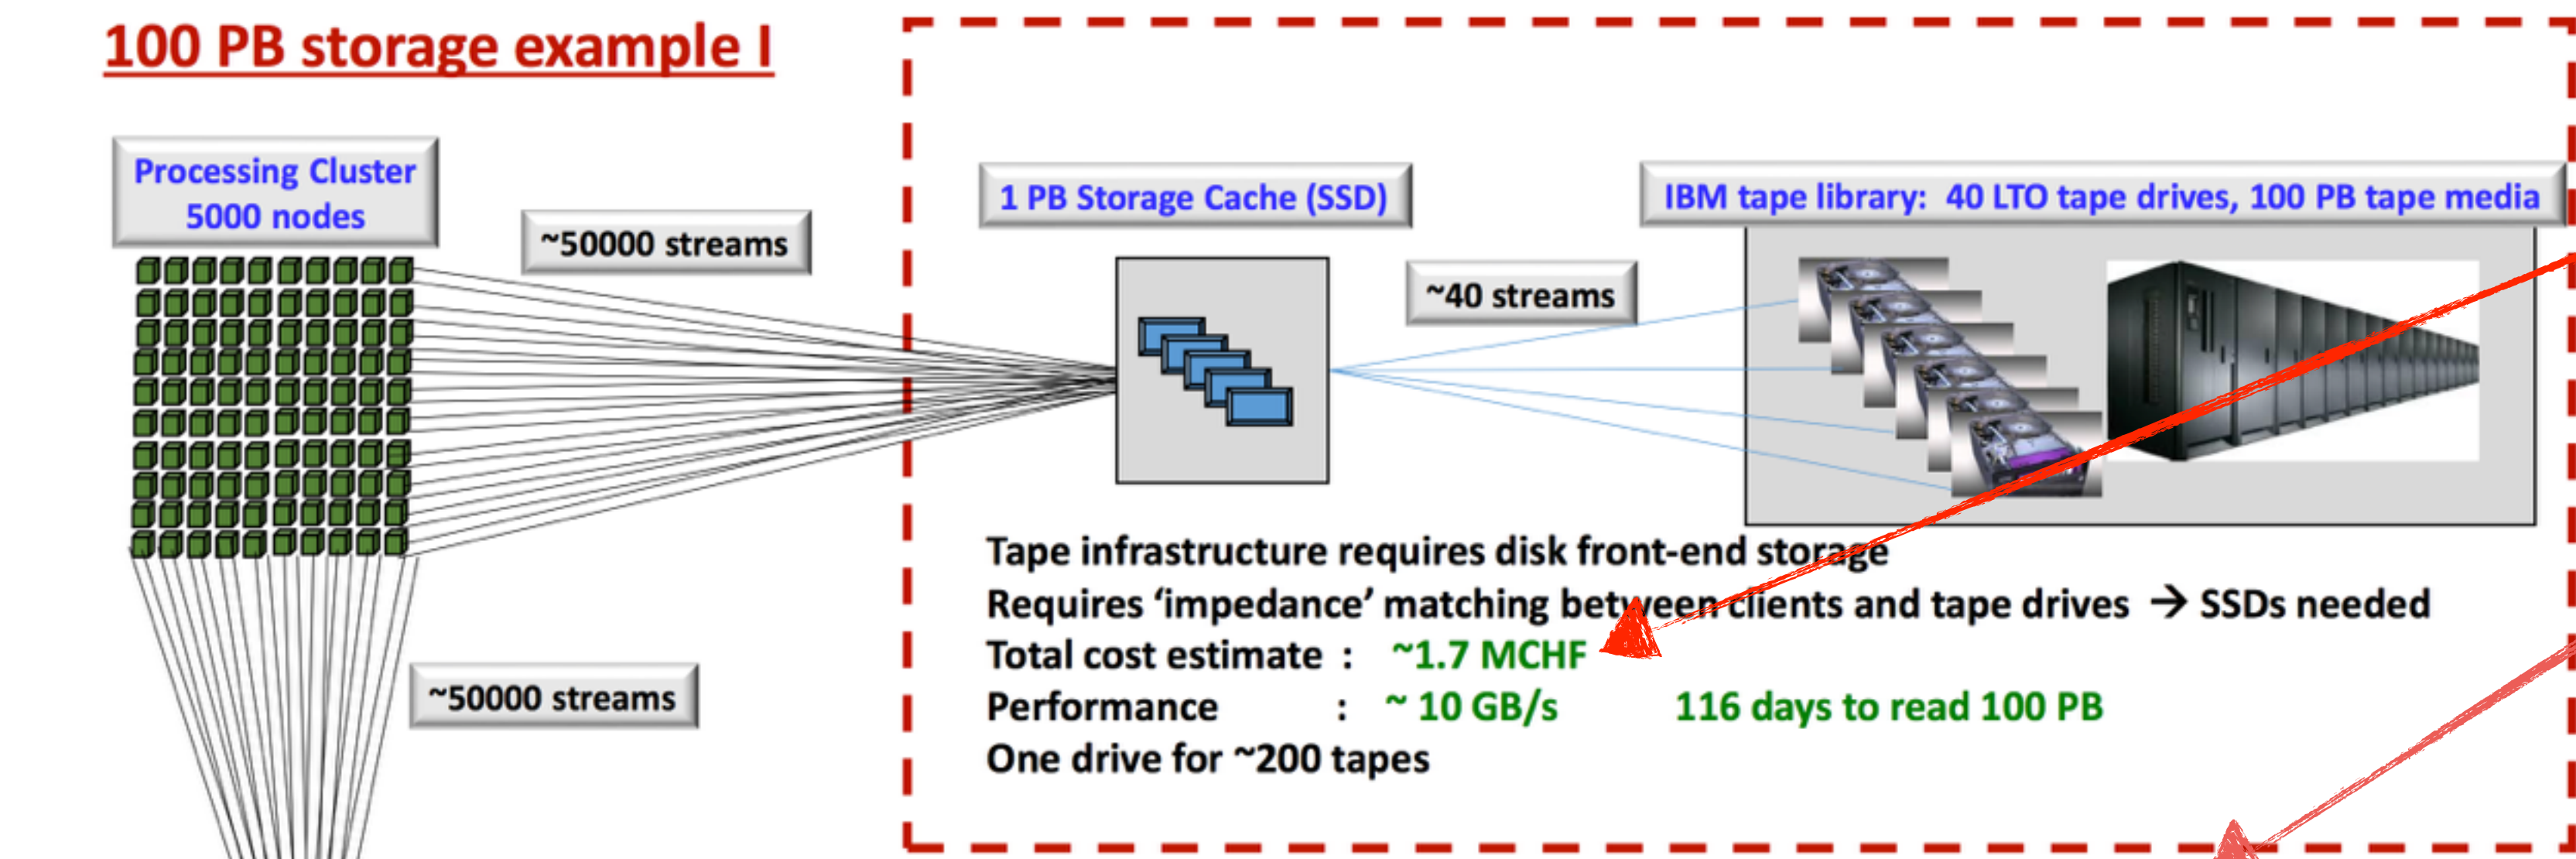 100 PB storage example I
Processing Cluster
5000 nodes
~50000 streams
1 PB Storage Cache (SSD)
~40 streams
IBM tape library:  40 LTO tape drives, 100 PB tape media
Tape infrastructure requires disk front-end storage
Requires ‘impedance’ matching between clients and tape drives → SSDs needed
Total cost estimate : ~1.7 MCHF
Performance : ~ 10 GB/s 116 days to read 100 PB
One drive for ~200 tapes
~50000 streams